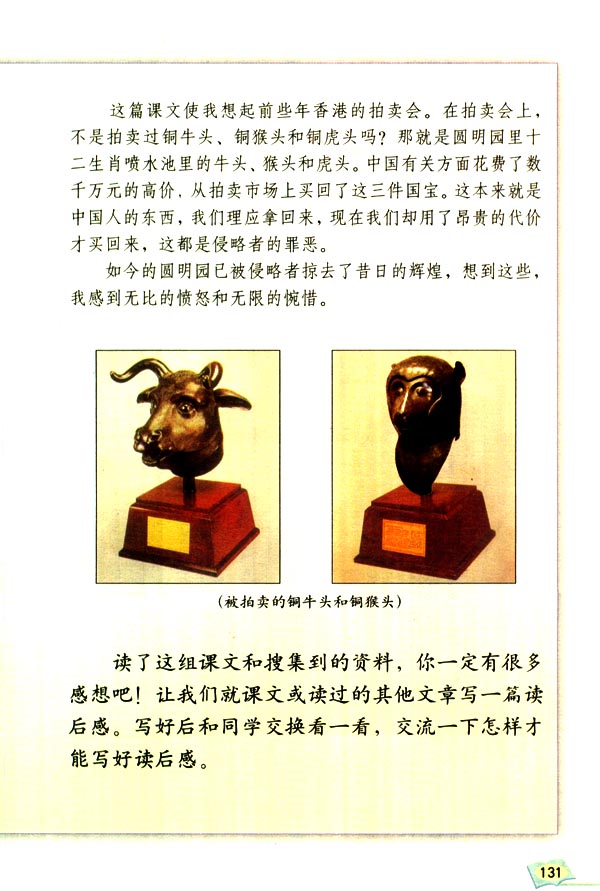 这篇课文使我想起前些年香港的拍卖会。在拍卖会上，
不是拍卖过铜牛头、铜猴头和铜虎头吗？那就是圆明园里十
二生肖喷水池里的牛头、猴头和虎头。中国有关方面花费了数
千万元的高价，从拍卖市场上买回了这三件国宝。这本来就是
中国人的东西，我们理应拿回来，现在我们却用了昂贵的代价
才买回来，这都是侵略者的罪恶。
如今的圆明园已被侵略者掠去了昔日的辉煌，想到这些，
我感到无比的愤怒和无限的惋惜。
（被拍卖的铜牛头和铜猴头）
读了这组课文和搜集到的资料，你一定有很多
感想吧！让我们就课文或读过的其他文章写一篇读
后感。写好后和同学交换看一看，交流一下怎样才
能写好读后感。
131